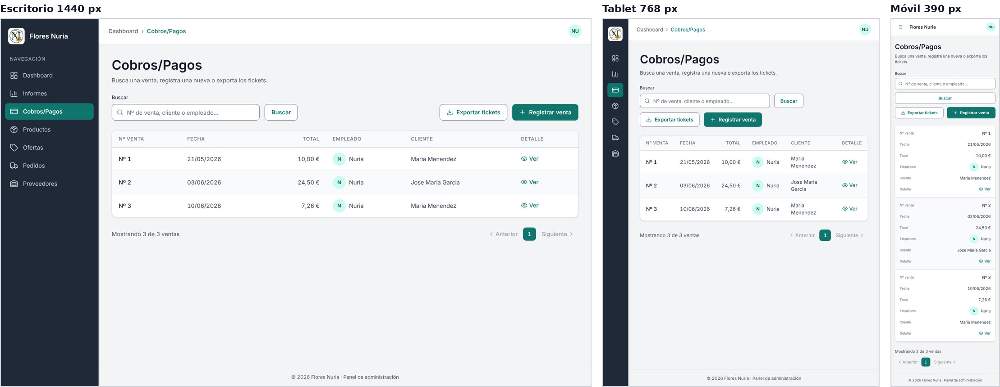 Escritorio 1440 px
Flores Nuria
NAVEGACIÓN
Dashboard
Informes
Cobros/Pagos
Productos
Ofertas
Pedidos
Proveedores
Dashboard › Cobros/Pagos
NU
Cobros/Pagos
Busca una venta, registra una nueva o exporta los tickets.
Buscar
Nº de venta, cliente o empleado...
Buscar
Exportar tickets
+ Registrar venta
Nº VENTA FECHA TOTAL EMPLEADO CLIENTE DETALLE
Nº 1 21/05/2026 10,00 € N Nuria Maria Menendez Ver
Nº 2 03/06/2026 24,50 € N Nuria Jose Maria Garcia Ver
Nº 3 10/06/2026 7,26 € N Nuria Maria Menendez Ver
Mostrando 3 de 3 ventas
‹ Anterior 1 Siguiente ›
© 2026 Flores Nuria · Panel de administración
Tablet 768 px
Dashboard › Cobros/Pagos
NU
Cobros/Pagos
Busca una venta, registra una nueva o exporta los tickets.
Buscar
Nº de venta, cliente o empleado...
Buscar
Exportar tickets
+ Registrar venta
Nº VENTA FECHA TOTAL EMPLEADO CLIENTE DETALLE
Nº 1 21/05/2026 10,00 € N Nuria Maria Menendez Ver
Nº 2 03/06/2026 24,50 € N Nuria Jose Maria Garcia Ver
Nº 3 10/06/2026 7,26 € N Nuria Maria Menendez Ver
Mostrando 3 de 3 ventas
‹ Anterior 1 Siguiente ›
© 2026 Flores Nuria · Panel de administración
Móvil 390 px
Flores Nuria
NU
Cobros/Pagos
Busca una venta, registra una nueva o exporta los
tickets.
Buscar
Nº de venta, cliente o empleado...
Buscar
Exportar tickets
+ Registrar venta
Nº venta Nº 1
Fecha 21/05/2026
Total 10,00 €
Empleado N Nuria
Cliente Maria Menendez
Detalle Ver
Nº venta Nº 2
Fecha 03/06/2026
Total 24,50 €
Empleado N Nuria
Cliente Jose Maria Garcia
Detalle Ver
Nº venta Nº 3
Fecha 10/06/2026
Total 7,26 €
Empleado N Nuria
Cliente Maria Menendez
Detalle Ver
Mostrando 3 de 3 ventas
‹ Anterior 1 Siguiente ›
© 2026 Flores Nuria · Panel de administración